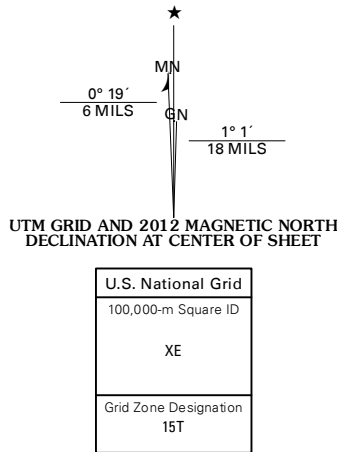 ★
MN
0° 19´
6 MILS
GN
1° 1´
18 MILS
UTM GRID AND 2012 MAGNETIC NORTH
DECLINATION AT CENTER OF SHEET
U.S. National Grid
100,000-m Square ID
XE
Grid Zone Designation
15T